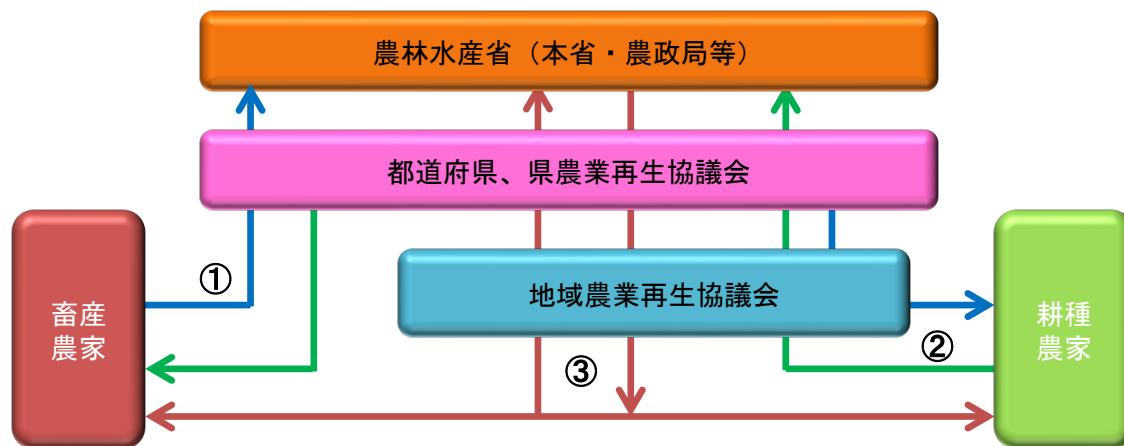 農林水産省（本省・農政局等）
都道府県、県農業再生協議会
地域農業再生協議会
①
畜産
農家
耕種
農家
②
③